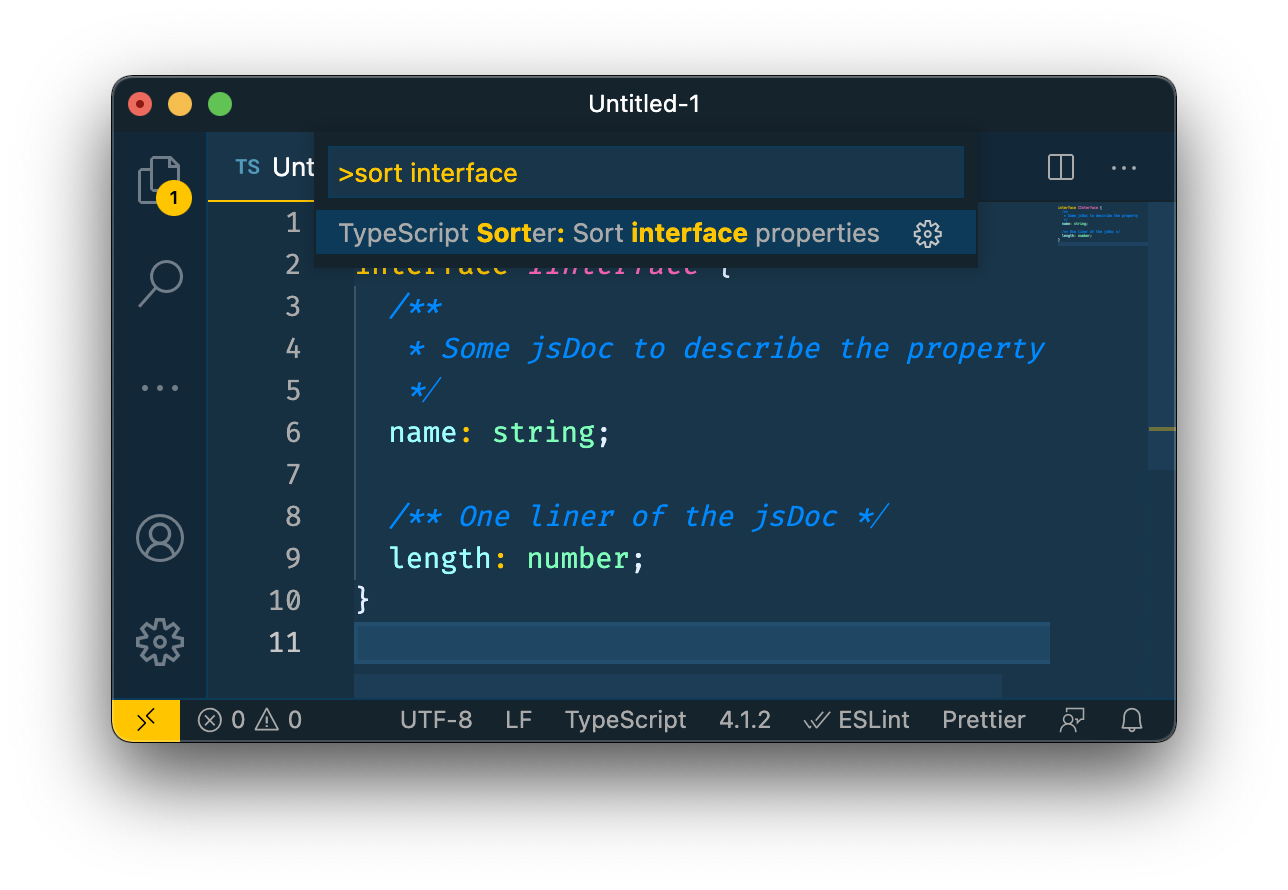 Untitled-1
TS Unt
>sort interface
TypeScript Sorter: Sort interface properties
1
1
2 interface IInterface {
3 /**
4 * Some jsDoc to describe the property
5 */
6 name: string;
7
8 /** One liner of the jsDoc */
9 length: number;
10 }
11
0 0 UTF-8 LF TypeScript 4.1.2 ESLint Prettier